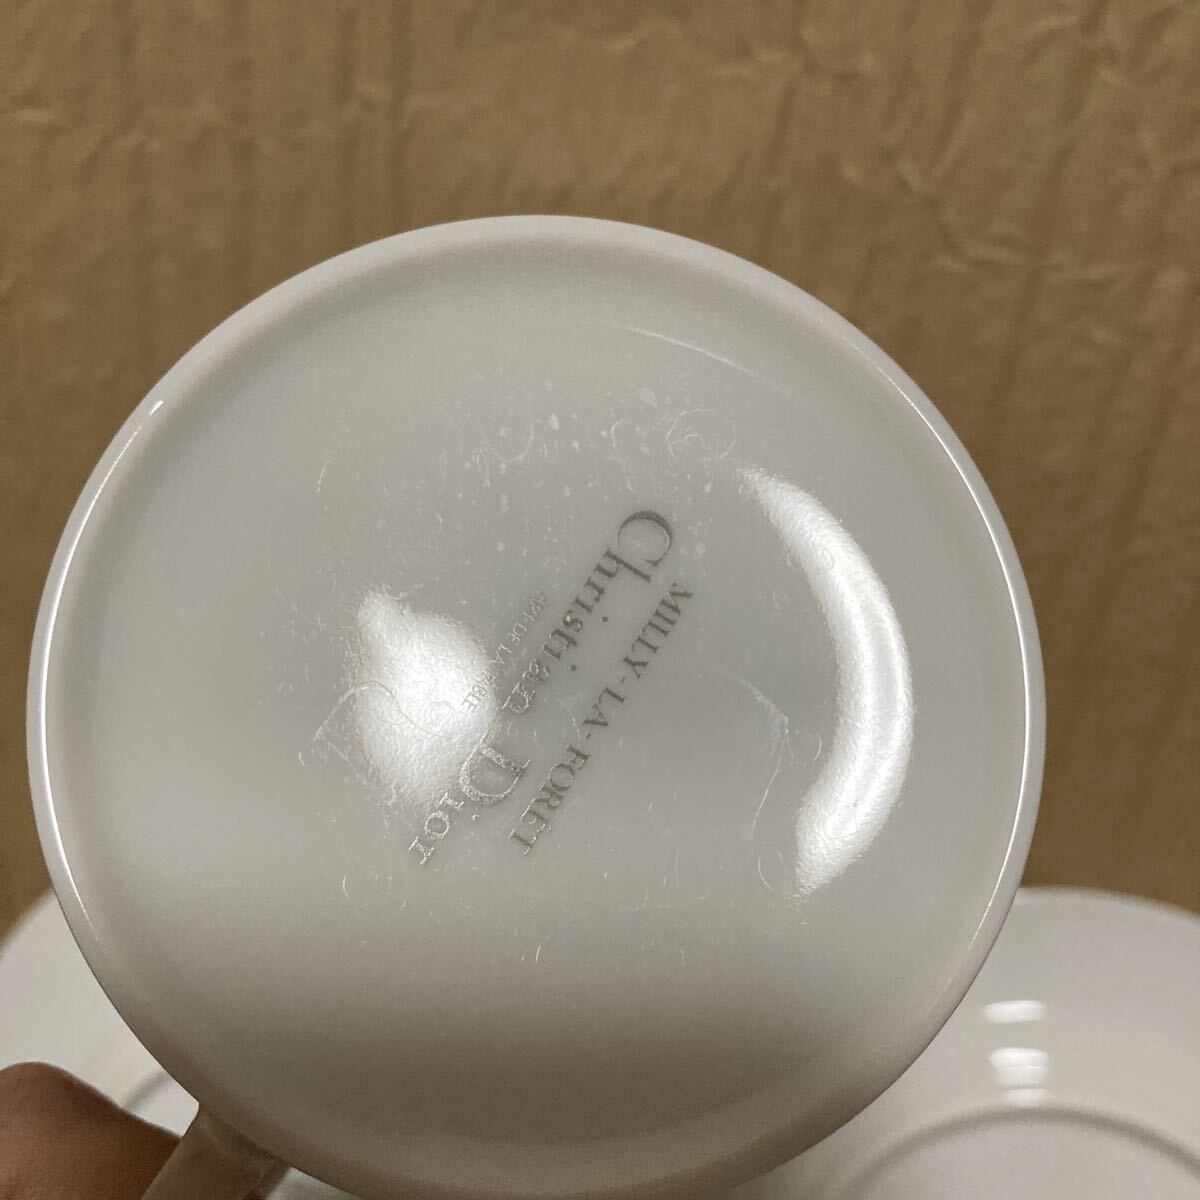 MILLY-LA-FORÊT
Christian Dior
ART DE LA TABLE